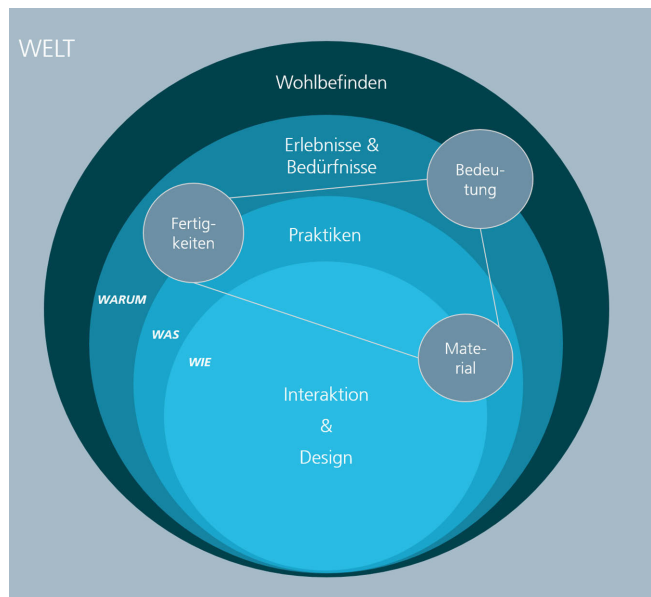 WELT
Wohlbefinden
Erlebnisse &
Bedürfnisse
Bedeu-
tung
Fertig-
keiten
Praktiken
WARUM
WAS
WIE
Mate-
rial
Interaktion
&
Design